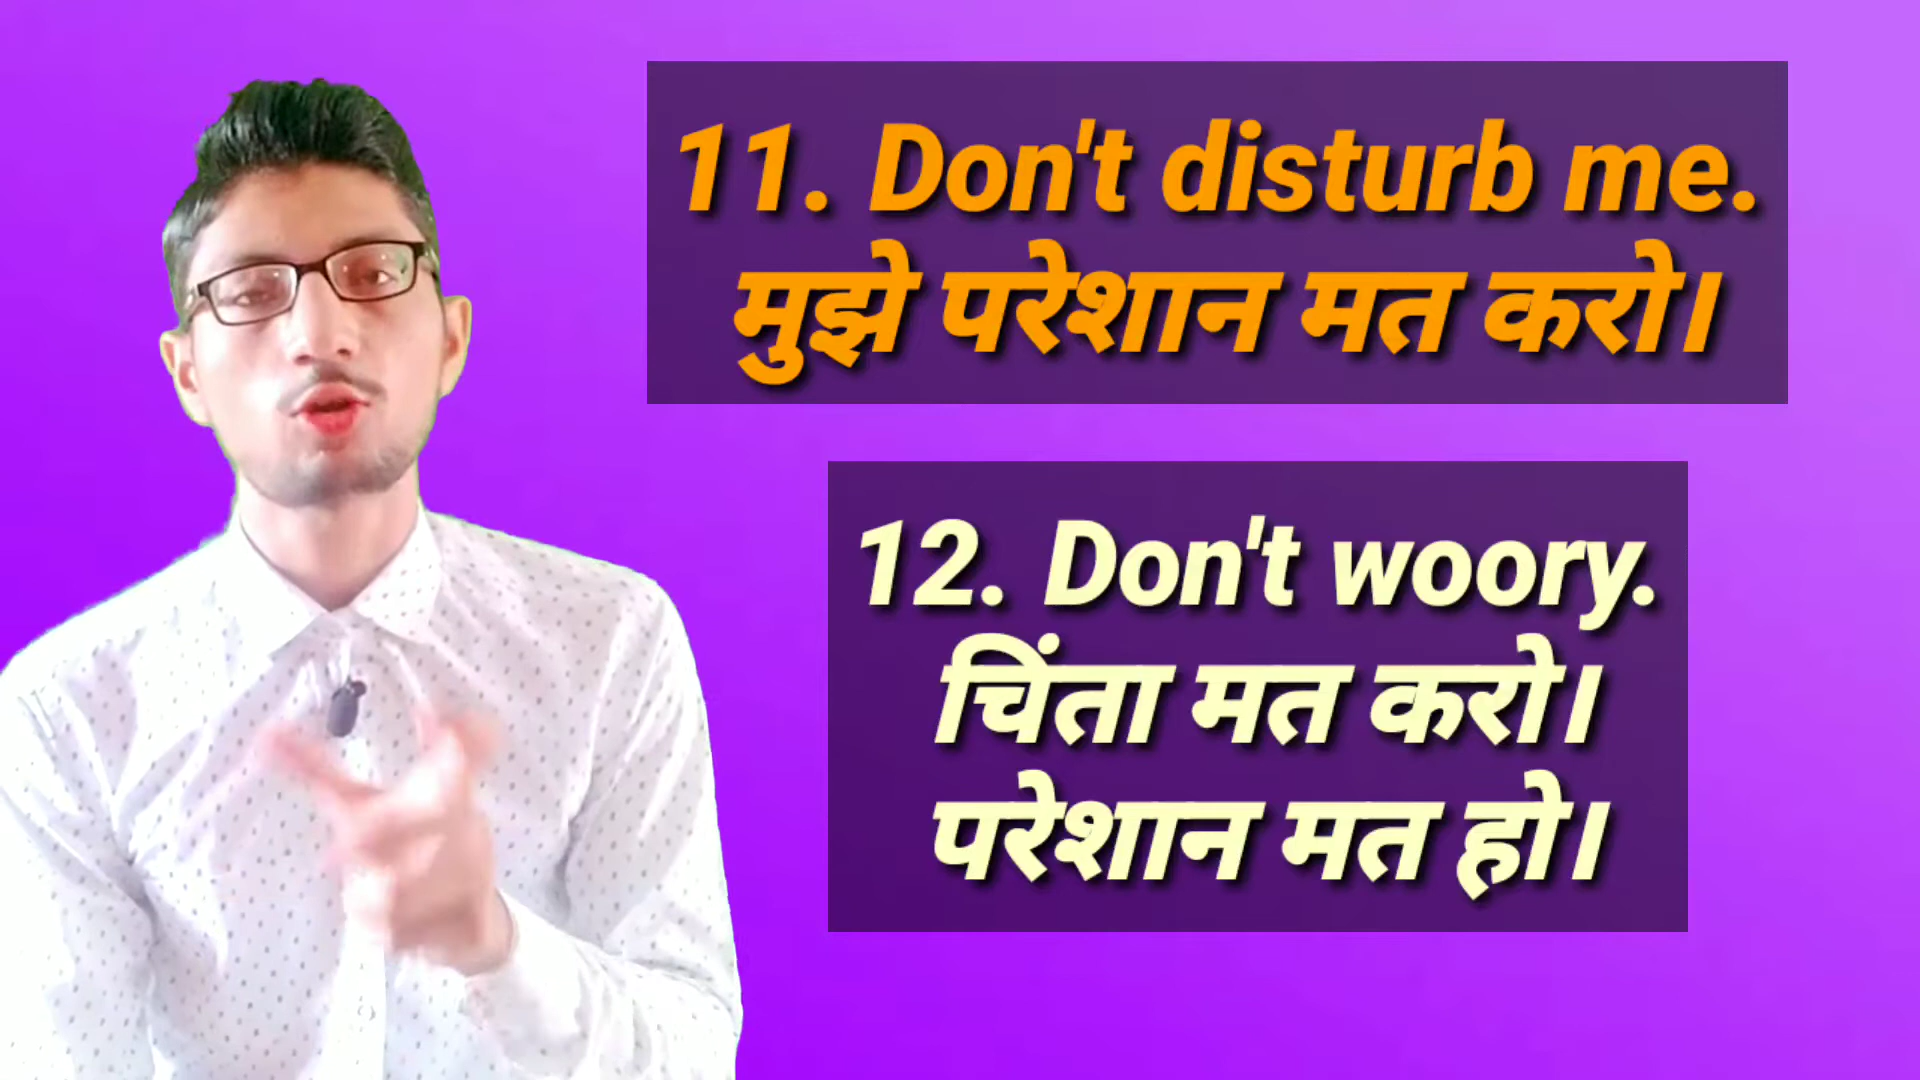 11. Don't disturb me.
मुझे परेशान मत करो।
12. Don't woory.
चिंता मत करो।
परेशान मत हो।